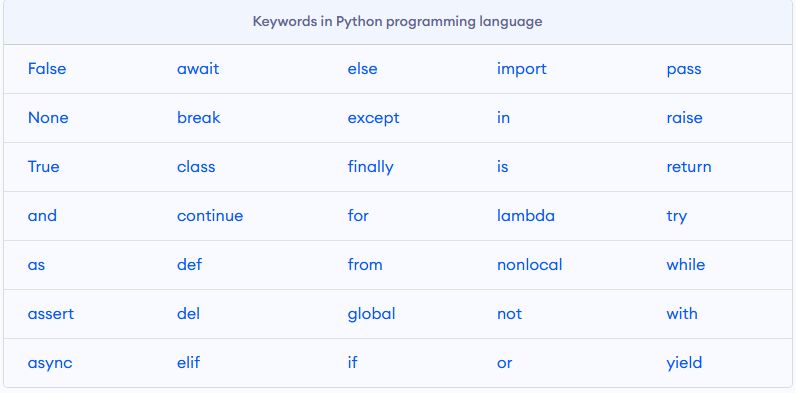 Keywords in Python programming language
False await else import pass
None break except in raise
True class finally is return
and continue for lambda try
as def from nonlocal while
assert del global not with
async elif if or yield